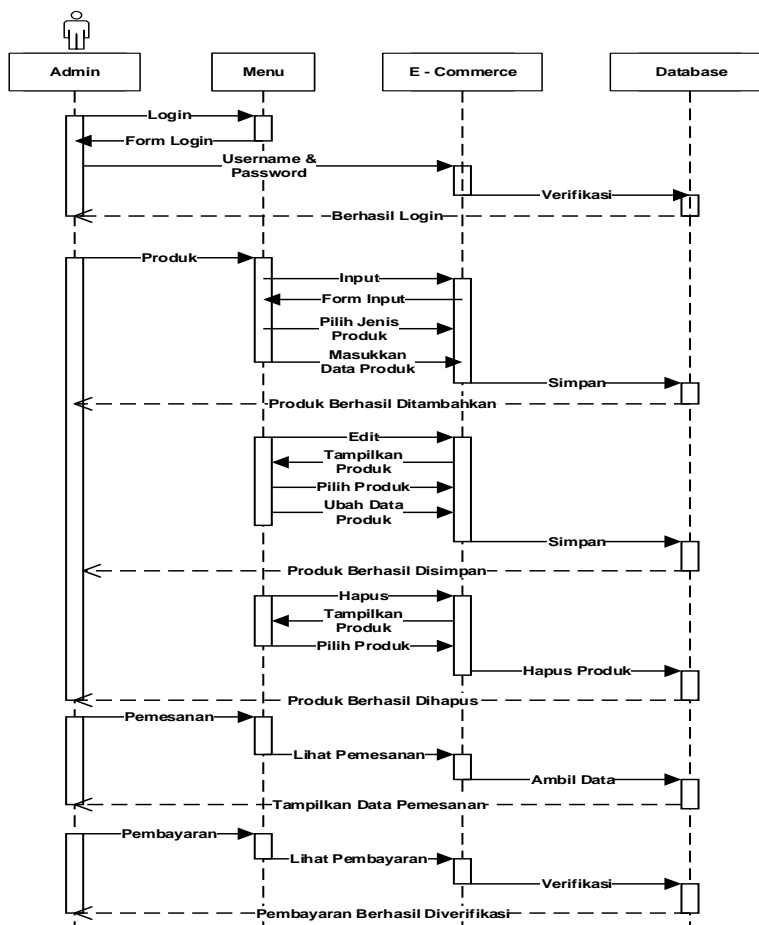 Admin
Menu
E - Commerce
Database
Login
Form Login
Username &
Password
Verifikasi
Berhasil Login
Produk
Input
Form Input
Pilih Jenis
Produk
Masukkan
Data Produk
Simpan
Produk Berhasil Ditambahkan
Edit
Tampilkan
Produk
Pilih Produk
Ubah Data
Produk
Simpan
Produk Berhasil Disimpan
Hapus
Tampilkan
Produk
Pilih Produk
Hapus Produk
Produk Berhasil Dihapus
Pemesanan
Lihat Pemesanan
Ambil Data
Tampilkan Data Pemesanan
Pembayaran
Lihat Pembayaran
Verifikasi
Pembayaran Berhasil Diverifikasi